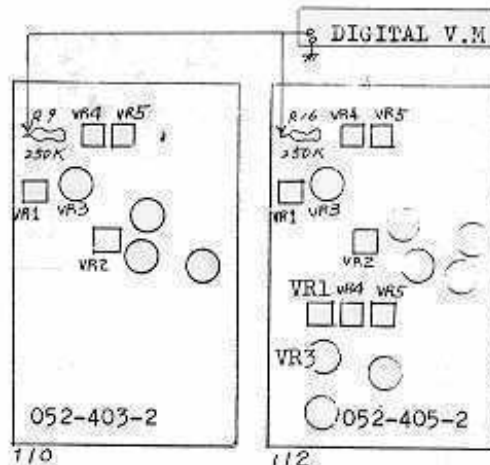 DIGITAL V.M
R9 VR4 VR5
250K
VR1 VR3
VR2
052-403-2
110
R16 VR4 VR5
250K
VR1 VR3
VR2
VR1 VR4 VR5
VR3
052-405-2
112